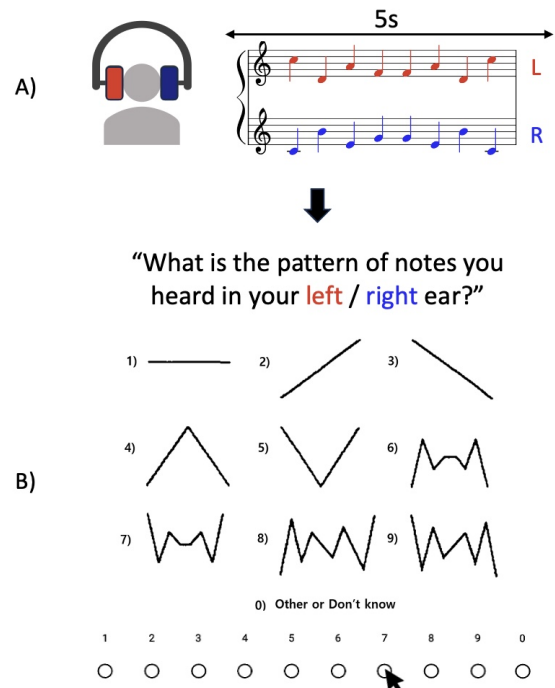 5s
A)
L
R
“What is the pattern of notes you
heard in your left / right ear?”
1)
2)
3)
4)
5)
6)
B)
7)
8)
9)
0) Other or Don’t know
1 2 3 4 5 6 7 8 9 0